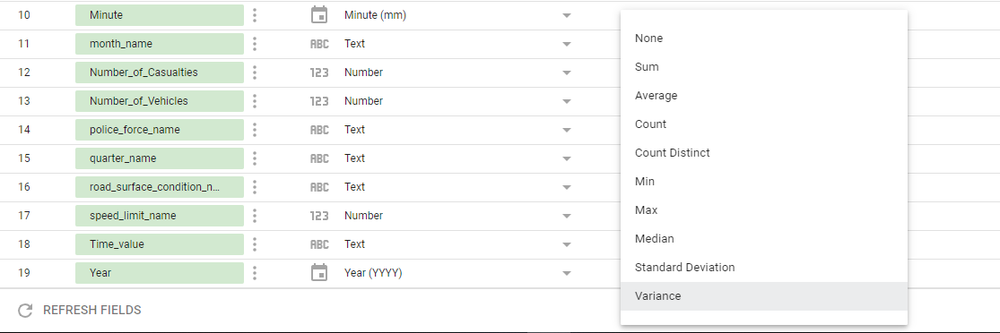 10 Minute Minute (mm)
11 month_name ABC Text
12 Number_of_Casualties 123 Number
13 Number_of_Vehicles 123 Number
14 police_force_name ABC Text
15 quarter_name ABC Text
16 road_surface_condition_n... ABC Text
17 speed_limit_name 123 Number
18 Time_value ABC Text
19 Year Year (YYYY)
REFRESH FIELDS
None
Sum
Average
Count
Count Distinct
Min
Max
Median
Standard Deviation
Variance